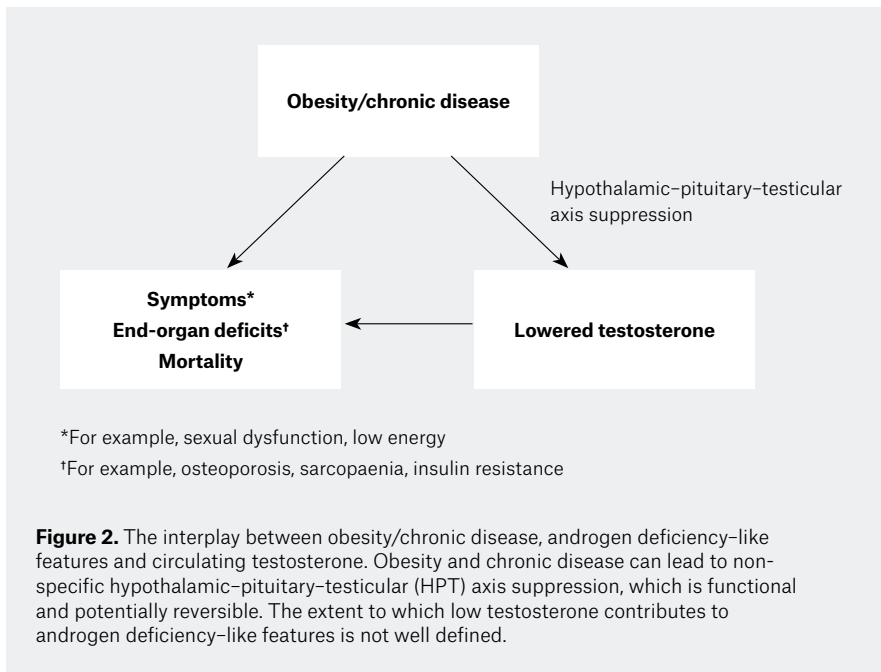 Obesity/chronic disease
Hypothalamic–pituitary–testicular
axis suppression
Symptoms*
End-organ deficits†
Mortality
Lowered testosterone
*For example, sexual dysfunction, low energy
†For example, osteoporosis, sarcopaenia, insulin resistance
Figure 2. The interplay between obesity/chronic disease, androgen deficiency–like
features and circulating testosterone. Obesity and chronic disease can lead to non-
specific hypothalamic–pituitary–testicular (HPT) axis suppression, which is functional
and potentially reversible. The extent to which low testosterone contributes to
androgen deficiency–like features is not well defined.